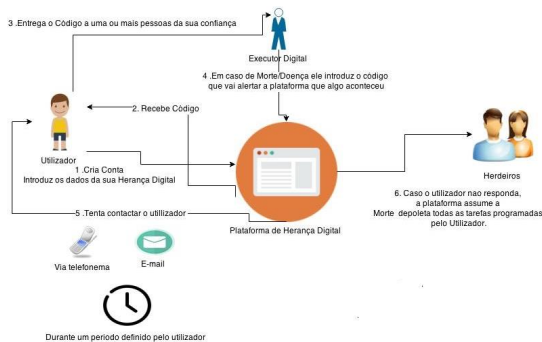 3 .Entrega o Código a uma ou mais pessoas da sua confiança
Executor Digital
4 .Em caso de Morte/Doença ele introduz o código
que vai alertar a plataforma que algo aconteceu
2. Recebe Código
Utilizador
1 .Cria Conta
Introduz os dados da sua Herança Digital
Herdeiros
5 .Tenta contactar o utililzador
Plataforma de Herança Digital
6. Caso o utilizador nao responda,
a plataforma assume a
Morte depoleta todas as tarefas programadas
pelo Utilizador.
Via telefonema
E-mail
Durante um periodo definido pelo utilizador